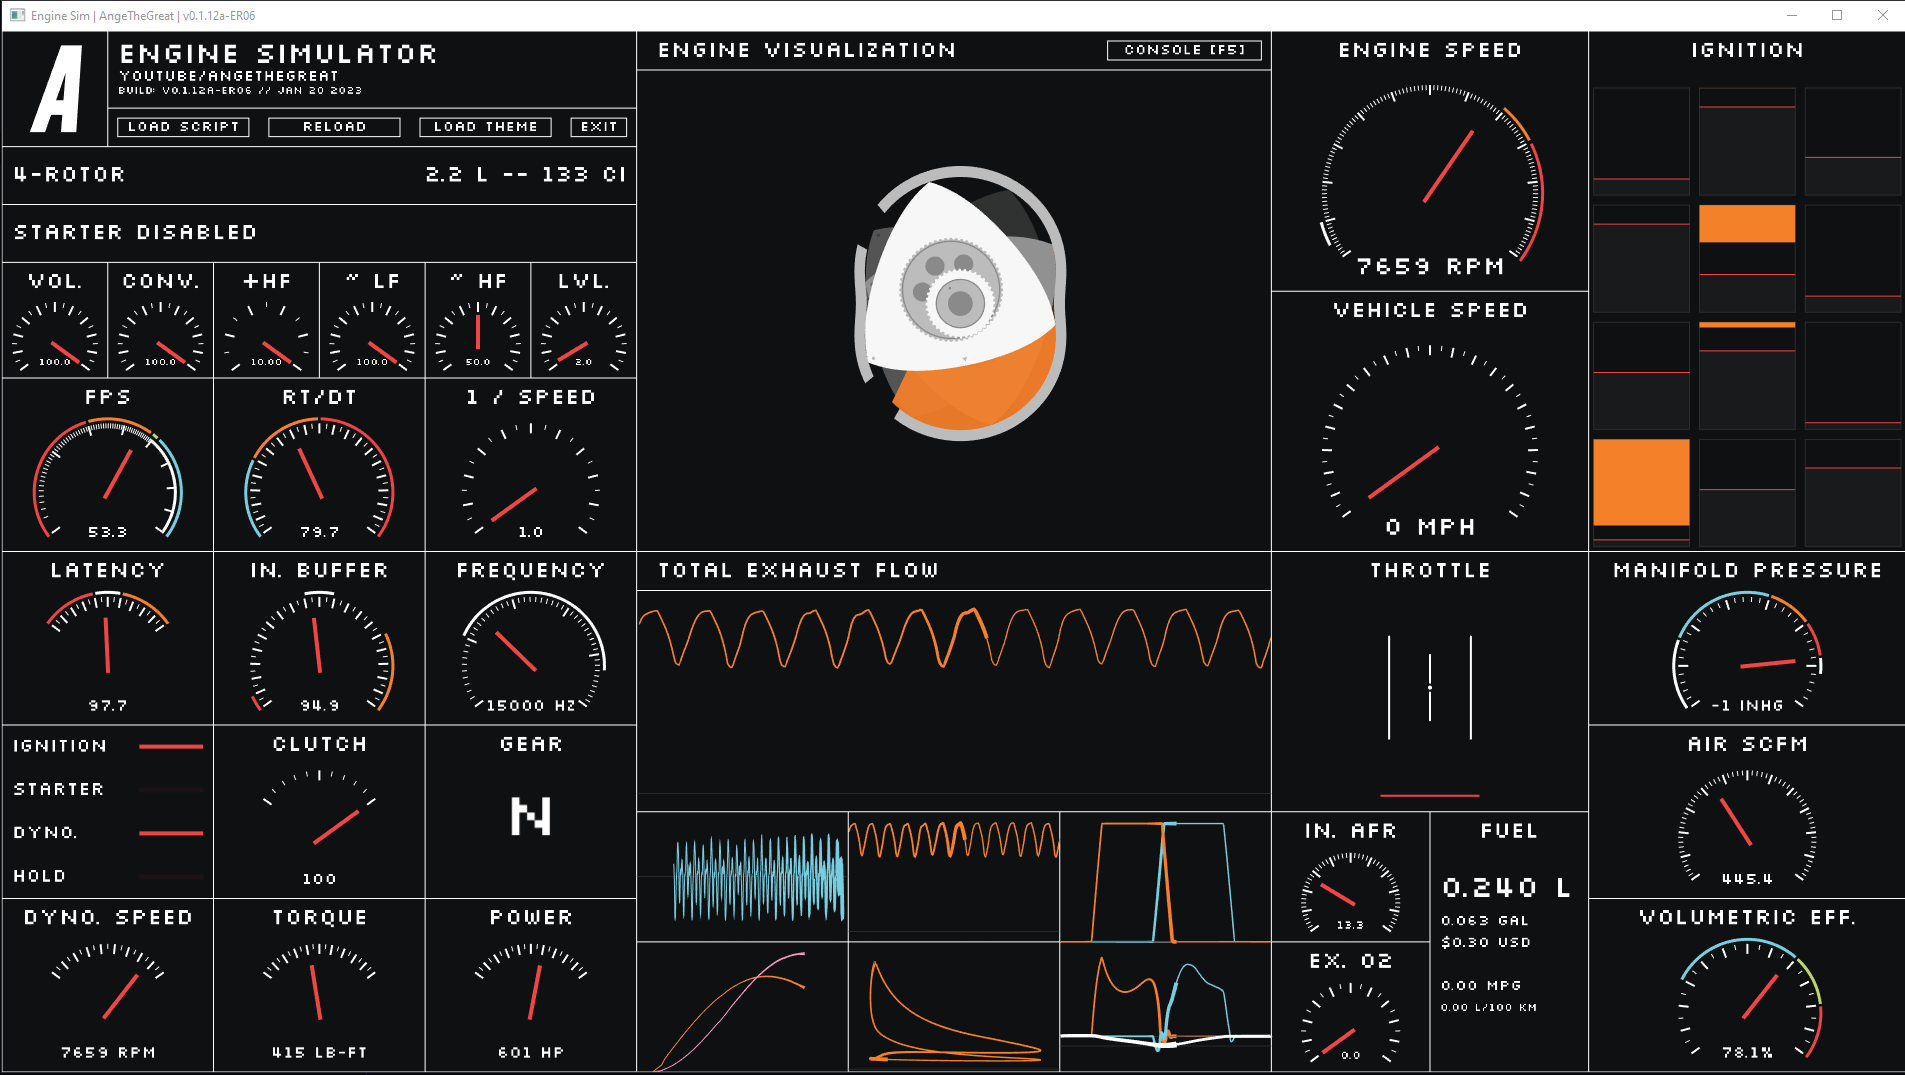 Engine Sim | AngeTheGreat | v0.1.12a-ER06
A
ENGINE SIMULATOR
YOUTUBE/ANGETHEGREAT
BUILD: V0.1.12A-ER06 // JAN 20 2023
LOAD SCRIPT
RELOAD
LOAD THEME
EXIT
4-ROTOR
2.2 L -- 133 CI
STARTER DISABLED
VOL.
100.0
CONV.
100.0
+HF
10.00
~ LF
100.0
~ HF
50.0
LVL.
2.0
FPS
53.3
RT/DT
79.7
1 / SPEED
1.0
LATENCY
97.7
IN. BUFFER
94.9
FREQUENCY
15000 HZ
IGNITION
STARTER
DYNO.
HOLD
CLUTCH
100
GEAR
N
DYNO. SPEED
7659 RPM
TORQUE
415 LB-FT
POWER
601 HP
ENGINE VISUALIZATION
CONSOLE [F5]
TOTAL EXHAUST FLOW
ENGINE SPEED
7659 RPM
VEHICLE SPEED
0 MPH
THROTTLE
IN. AFR
13.3
EX. O2
0.0
FUEL
0.240 L
0.063 GAL
$0.30 USD
0.00 MPG
0.00 L/100 KM
IGNITION
MANIFOLD PRESSURE
-1 INHG
AIR SCFM
445.4
VOLUMETRIC EFF.
78.1%